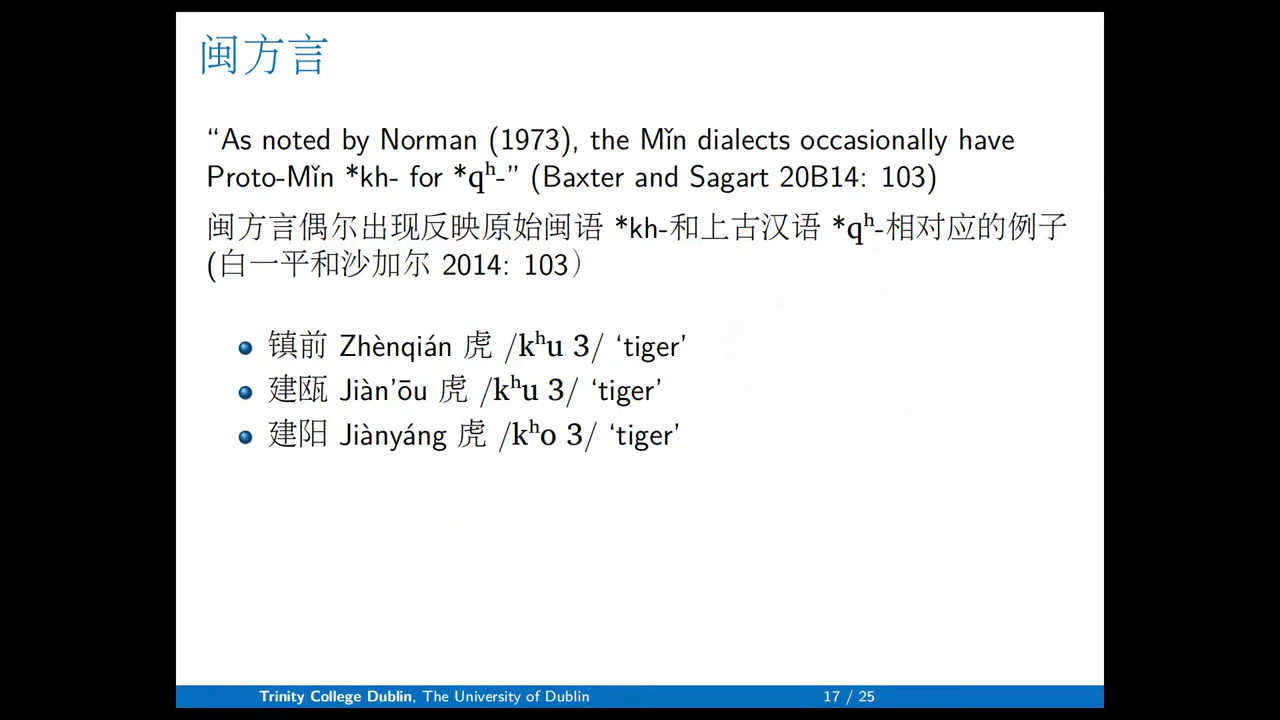 闽方言
“As noted by Norman (1973), the Mǐn dialects occasionally have
Proto-Mǐn *kh- for *qʰ-” (Baxter and Sagart 20B14: 103)
闽方言偶尔出现反映原始闽语 *kh-和上古汉语 *qʰ-相对应的例子
(白一平和沙加尔 2014: 103）
镇前 Zhènqián 虎 /kʰu 3/ ‘tiger’
建瓯 Jiàn’ōu 虎 /kʰu 3/ ‘tiger’
建阳 Jiànyáng 虎 /kʰo 3/ ‘tiger’
Trinity College Dublin, The University of Dublin 17 / 25